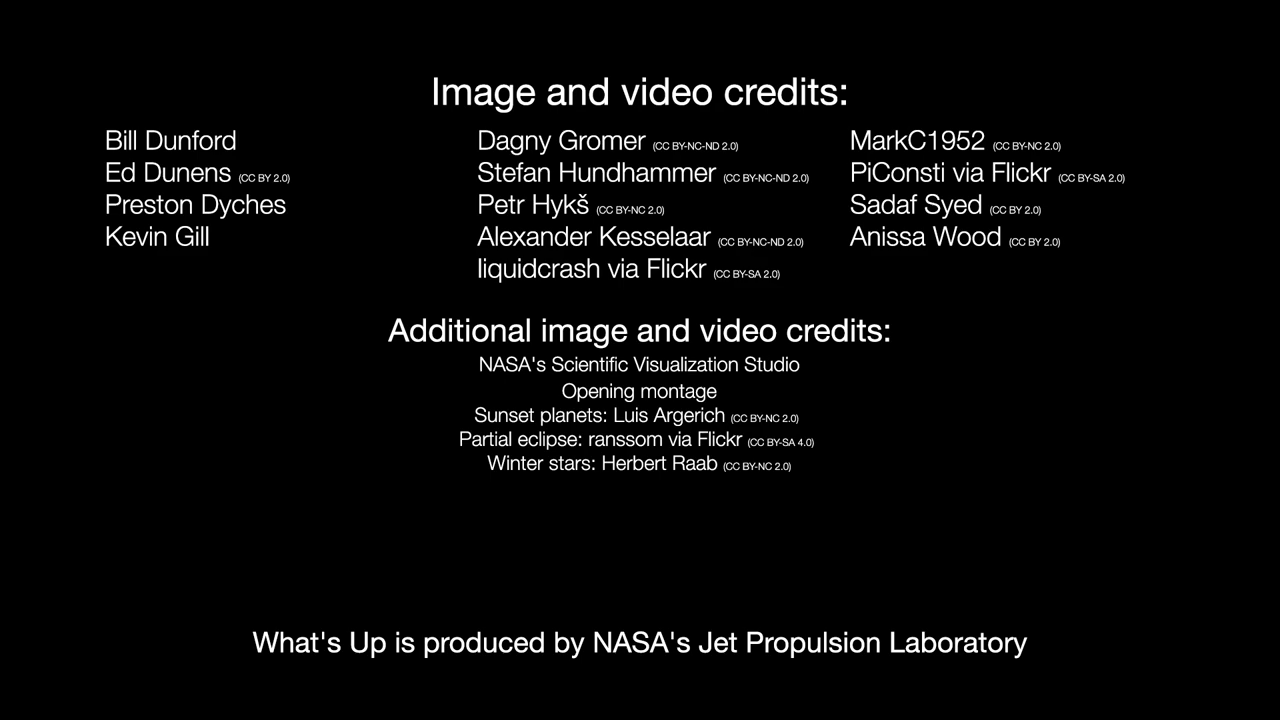 Image and video credits:
Bill Dunford
Ed Dunens (CC BY 2.0)
Preston Dyches
Kevin Gill
Dagny Gromer (CC BY-NC-ND 2.0)
Stefan Hundhammer (CC BY-NC-ND 2.0)
Petr Hykš (CC BY-NC 2.0)
Alexander Kesselaar (CC BY-NC-ND 2.0)
liquidcrash via Flickr (CC BY-SA 2.0)
MarkC1952 (CC BY-NC 2.0)
PiConsti via Flickr (CC BY-SA 2.0)
Sadaf Syed (CC BY 2.0)
Anissa Wood (CC BY 2.0)
Additional image and video credits:
NASA's Scientific Visualization Studio
Opening montage
Sunset planets: Luis Argerich (CC BY-NC 2.0)
Partial eclipse: ranssom via Flickr (CC BY-SA 4.0)
Winter stars: Herbert Raab (CC BY-NC 2.0)
What's Up is produced by NASA's Jet Propulsion Laboratory